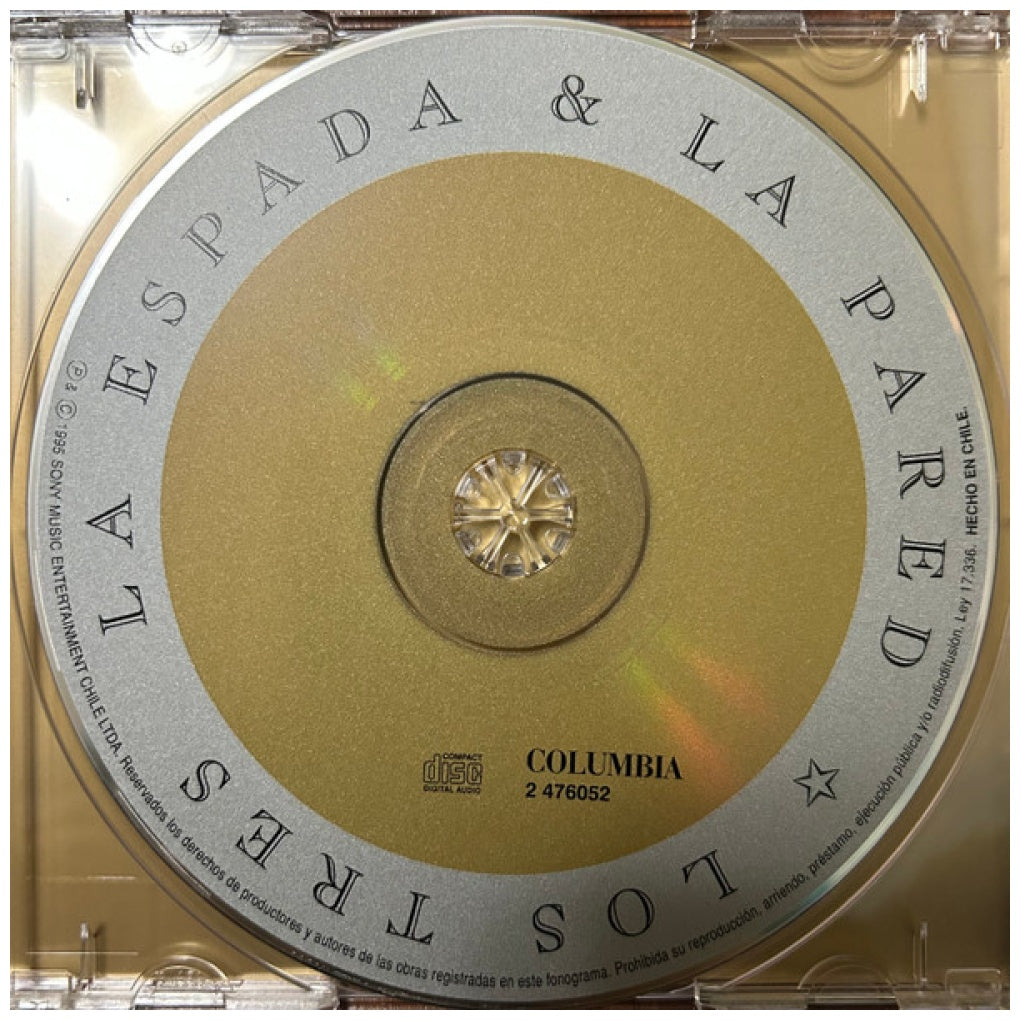 LA ESPADA & LA PARED ☆ LOS TRES
COMPACT
disc
DIGITAL AUDIO
COLUMBIA
2 476052
Ⓟ & © 1995 SONY MUSIC ENTERTAINMENT CHILE LTDA. Reservados los derechos de productores y autores de las obras registradas en este fonograma. Prohibida su reproducción, arriendo, préstamo, ejecución pública y/o radiodifusión. Ley 17.336. HECHO EN CHILE.